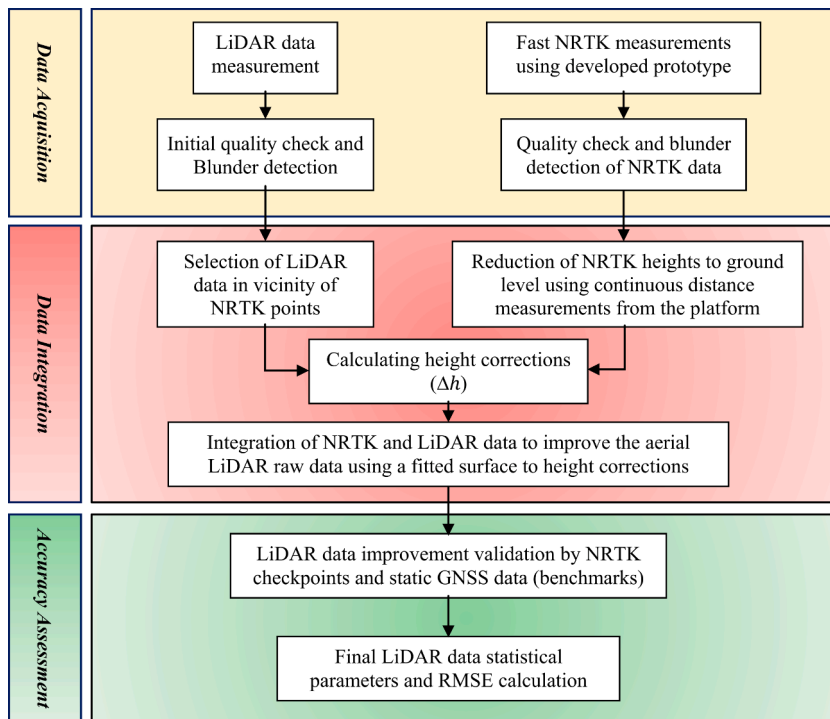 Data Acquisition
LiDAR data
measurement
Fast NRTK measurements
using developed prototype
Initial quality check and
Blunder detection
Quality check and blunder
detection of NRTK data
Data Integration
Selection of LiDAR
data in vicinity of
NRTK points
Reduction of NRTK heights to ground
level using continuous distance
measurements from the platform
Calculating height corrections
(Δh)
Integration of NRTK and LiDAR data to improve the aerial
LiDAR raw data using a fitted surface to height corrections
Accuracy Assessment
LiDAR data improvement validation by NRTK
checkpoints and static GNSS data (benchmarks)
Final LiDAR data statistical
parameters and RMSE calculation